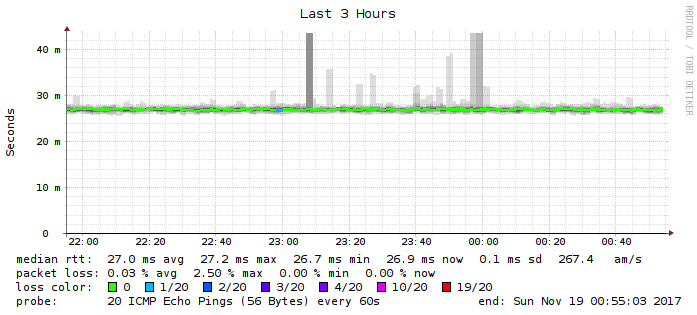 Last 3 Hours
RRDTOOL / TOBI OETIKER
Seconds
40 m
30 m
20 m
10 m
0
22:00 22:20 22:40 23:00 23:20 23:40 00:00 00:20 00:40
median rtt: 27.0 ms avg 27.2 ms max 26.7 ms min 26.9 ms now 0.1 ms sd 267.4 am/s
packet loss: 0.03 % avg 2.50 % max 0.00 % min 0.00 % now
loss color: 0 1/20 2/20 3/20 4/20 10/20 19/20
probe: 20 ICMP Echo Pings (56 Bytes) every 60s end: Sun Nov 19 00:55:03 2017